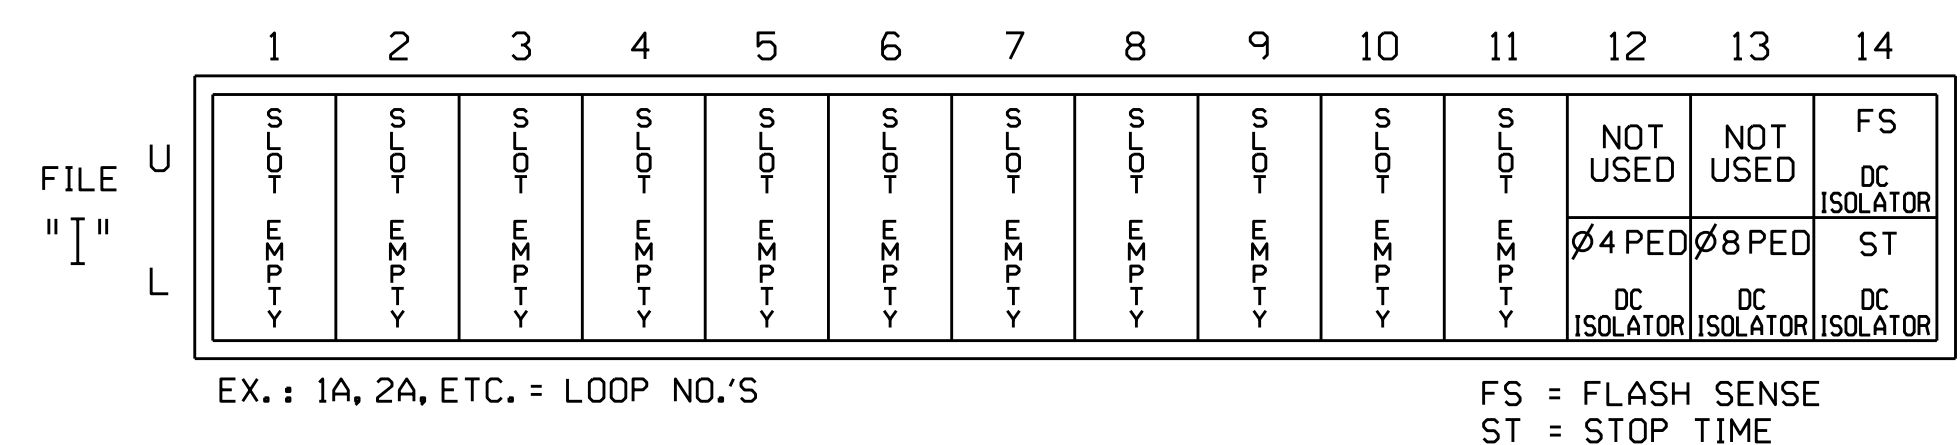 1 2 3 4 5 6 7 8 9 10 11 12 13 14
FILE
"I"
U
L
SLOT EMPTY
SLOT EMPTY
SLOT EMPTY
SLOT EMPTY
SLOT EMPTY
SLOT EMPTY
SLOT EMPTY
SLOT EMPTY
SLOT EMPTY
SLOT EMPTY
SLOT EMPTY
NOT
USED
Ø4 PED
DC
ISOLATOR
NOT
USED
Ø8 PED
DC
ISOLATOR
FS
DC
ISOLATOR
ST
DC
ISOLATOR
EX.: 1A, 2A, ETC. = LOOP NO.'S
FS = FLASH SENSE
ST = STOP TIME